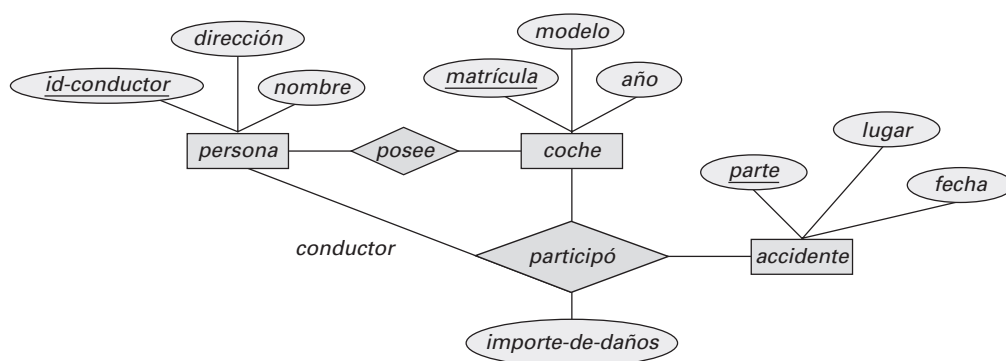 modelo
dirección
matrícula
año
id-conductor
nombre
persona
posee
coche
lugar
parte
fecha
conductor
participó
accidente
importe-de-daños